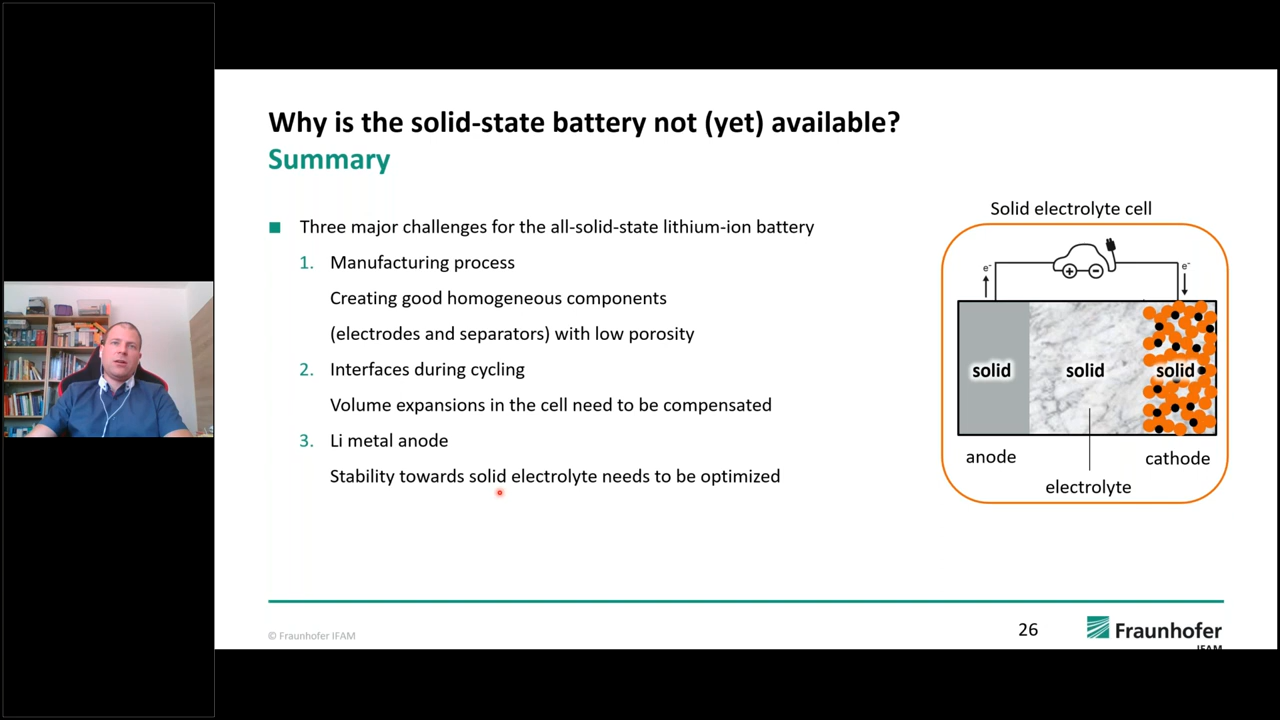 Why is the solid-state battery not (yet) available?
Summary
Three major challenges for the all-solid-state lithium-ion battery
1. Manufacturing process
Creating good homogeneous components
(electrodes and separators) with low porosity
2. Interfaces during cycling
Volume expansions in the cell need to be compensated
3. Li metal anode
Stability towards solid electrolyte needs to be optimized
Solid electrolyte cell
e⁻
e⁻
solid
solid
solid
anode
cathode
electrolyte
© Fraunhofer IFAM
26
Fraunhofer
IFAM